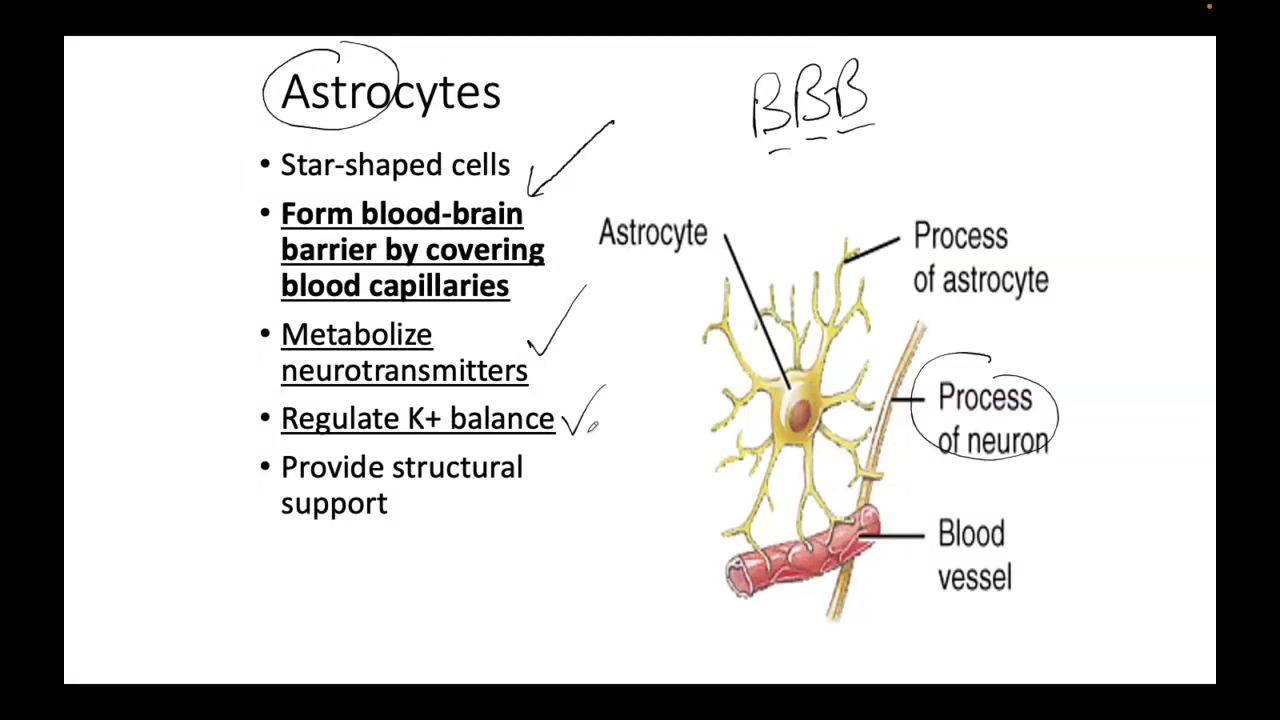 Astrocytes
BBB
• Star-shaped cells
• Form blood-brain
barrier by covering
blood capillaries
• Metabolize
neurotransmitters
• Regulate K+ balance
• Provide structural
support
Astrocyte
Process
of astrocyte
Process
of neuron
Blood
vessel